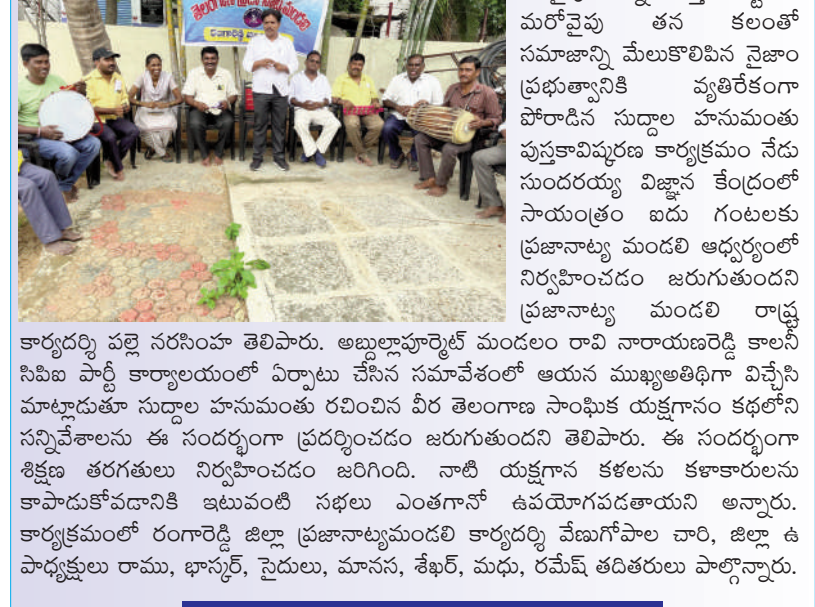 మరోవైపు తన కలంతో
సమాజాన్ని మేలుకొలిపిన నైజాం
ప్రభుత్వానికి వ్యతిరేకంగా
పోరాడిన సుద్దాల హనుమంతు
పుస్తకావిష్కరణ కార్యక్రమం నేడు
సుందరయ్య విజ్ఞాన కేంద్రంలో
సాయంత్రం ఐదు గంటలకు
ప్రజానాట్య మండలి ఆధ్వర్యంలో
నిర్వహించడం జరుగుతుందని
ప్రజానాట్య మండలి రాష్ట్ర
కార్యదర్శి పల్లె నరసింహ తెలిపారు. అబ్దుల్లాపూర్మెట్ మండలం రావి నారాయణరెడ్డి కాలనీ
సిపిఐ పార్టీ కార్యాలయంలో ఏర్పాటు చేసిన సమావేశంలో ఆయన ముఖ్యఅతిథిగా విచ్చేసి
మాట్లాడుతూ సుద్దాల హనుమంతు రచించిన వీర తెలంగాణ సాంఘిక యక్షగానం కథలోని
సన్నివేశాలను ఈ సందర్భంగా ప్రదర్శించడం జరుగుతుందని తెలిపారు. ఈ సందర్భంగా
శిక్షణ తరగతులు నిర్వహించడం జరిగింది. నాటి యక్షగాన కళలను కళాకారులను
కాపాడుకోవడానికి ఇటువంటి సభలు ఎంతగానో ఉపయోగపడతాయని అన్నారు.
కార్యక్రమంలో రంగారెడ్డి జిల్లా ప్రజానాట్యమండలి కార్యదర్శి వేణుగోపాల చారి, జిల్లా ఉ
పాధ్యక్షులు రాము, భాస్కర్, సైదులు, మానస, శేఖర్, మధు, రమేష్ తదితరులు పాల్గొన్నారు.